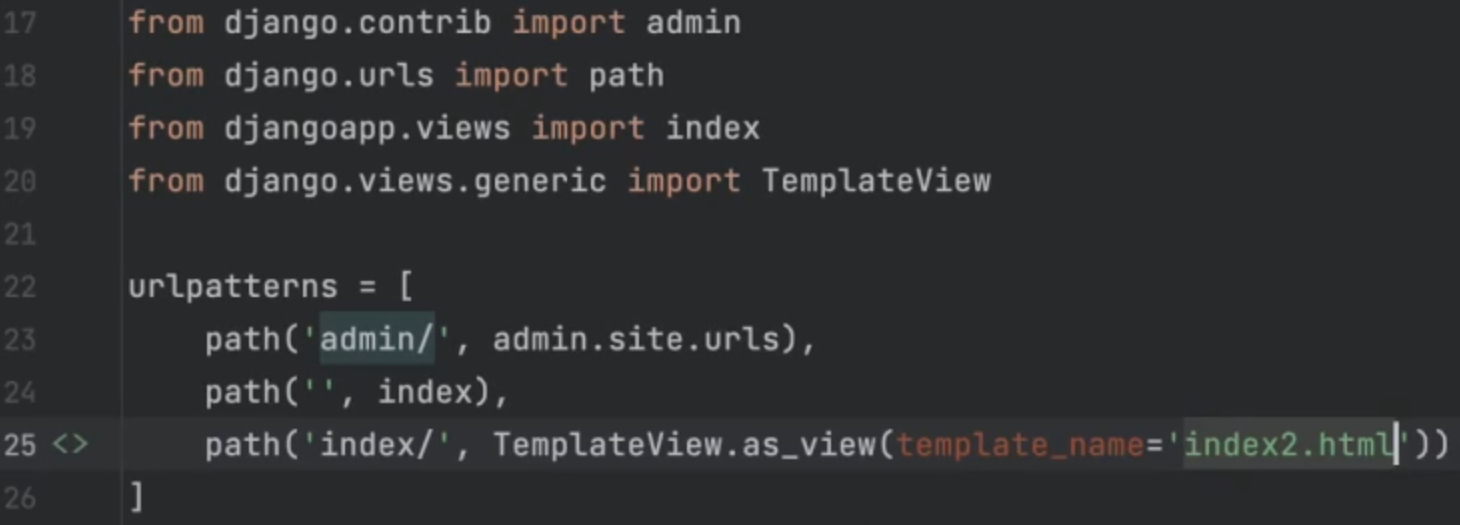 17 from django.contrib import admin
18 from django.urls import path
19 from djangoapp.views import index
20 from django.views.generic import TemplateView
21
22 urlpatterns = [
23     path('admin/', admin.site.urls),
24     path('', index),
25 <> path('index/', TemplateView.as_view(template_name='index2.html'))
26 ]